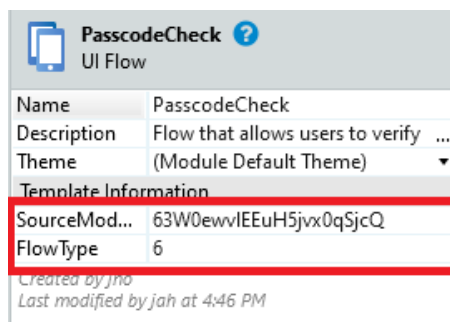 PasscodeCheck ?
UI Flow
Name PasscodeCheck
Description Flow that allows users to verify ...
Theme (Module Default Theme)
Template Information
SourceMod... 63W0ewvIEEuH5jvx0qSjcQ
FlowType 6
Created by jno
Last modified by jah at 4:46 PM